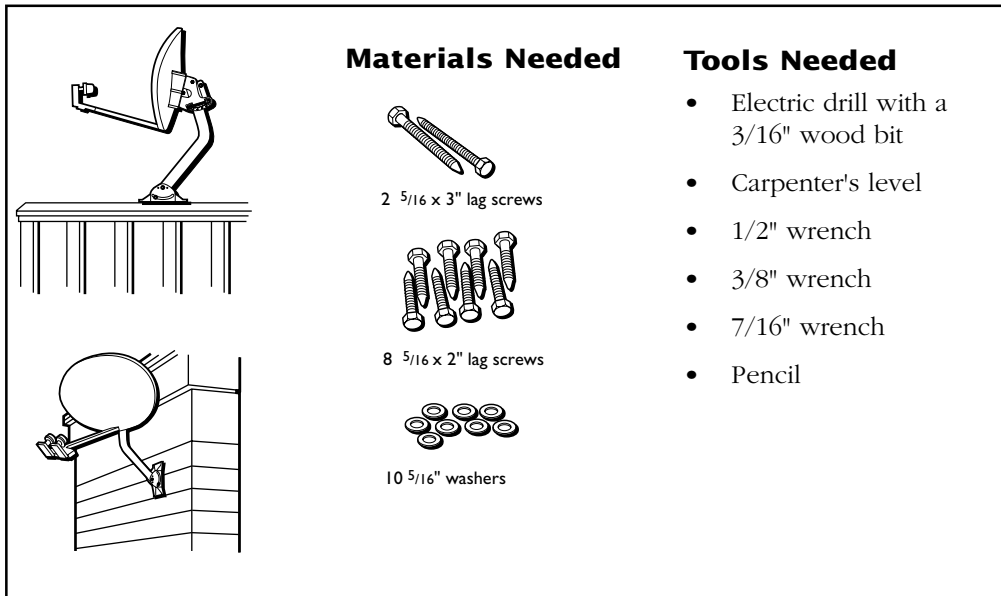 Materials Needed
2 5/16 x 3" lag screws
8 5/16 x 2" lag screws
10 5/16" washers
Tools Needed
• Electric drill with a
3/16" wood bit
• Carpenter's level
• 1/2" wrench
• 3/8" wrench
• 7/16" wrench
• Pencil